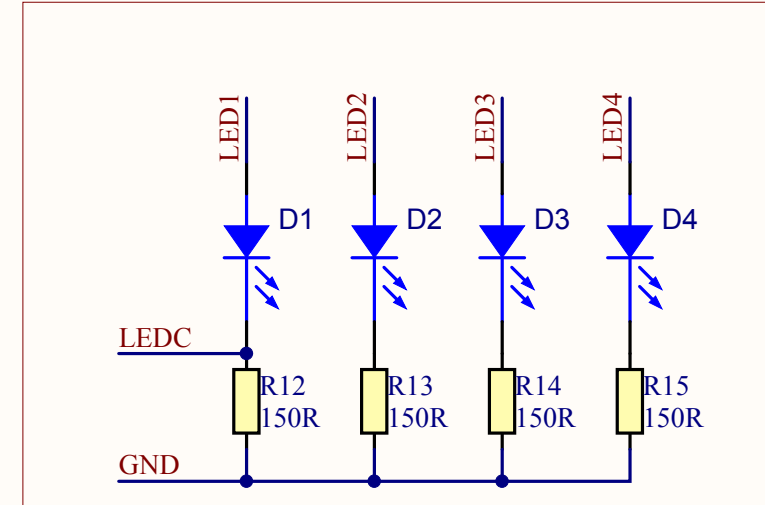 LED1
LED2
LED3
LED4
D1
D2
D3
D4
LEDC
R12
150R
R13
150R
R14
150R
R15
150R
GND